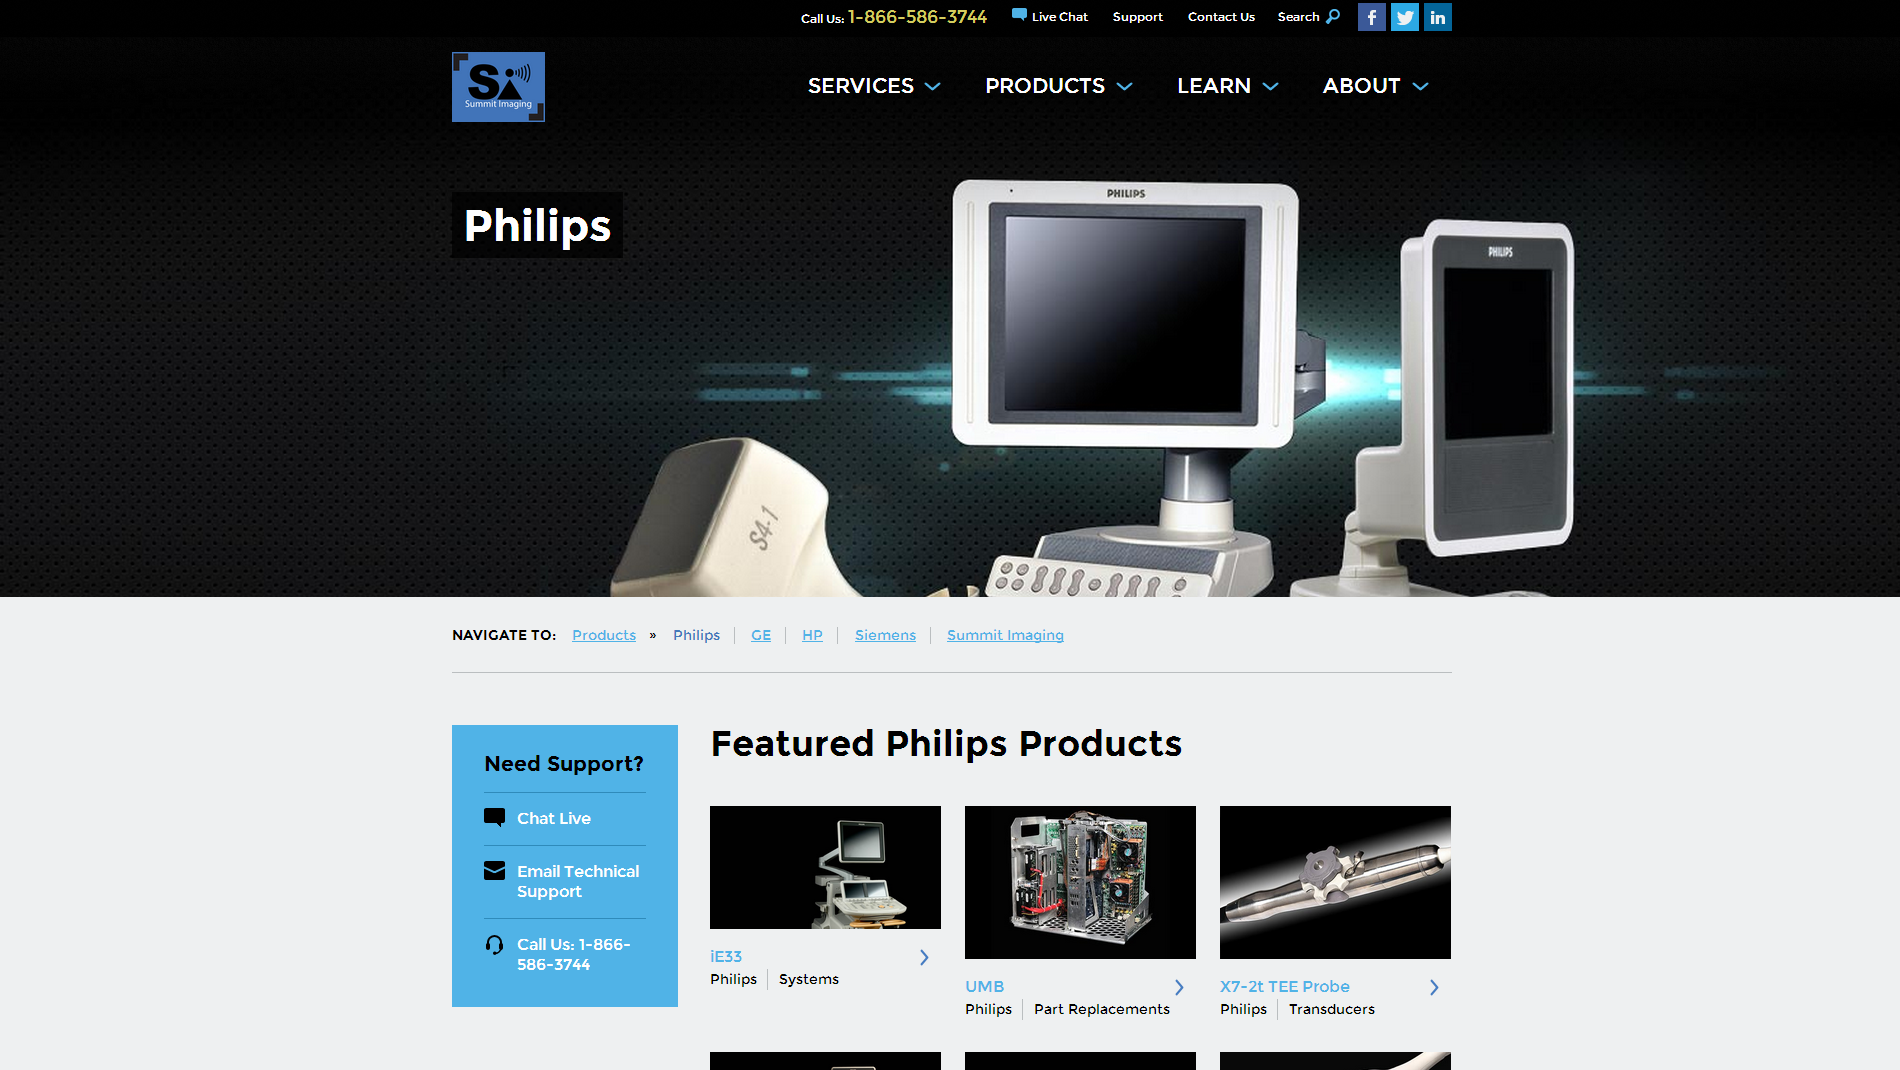 Call Us: 1-866-586-3744 Live Chat Support Contact Us Search
Si
Summit Imaging
SERVICES PRODUCTS LEARN ABOUT
Philips
PHILIPS
PHILIPS
S4-1
NAVIGATE TO: Products » Philips GE HP Siemens Summit Imaging
Need Support?
Chat Live
Email Technical
Support
Call Us: 1-866-
586-3744
Featured Philips Products
iE33
Philips Systems
UMB
Philips Part Replacements
X7-2t TEE Probe
Philips Transducers